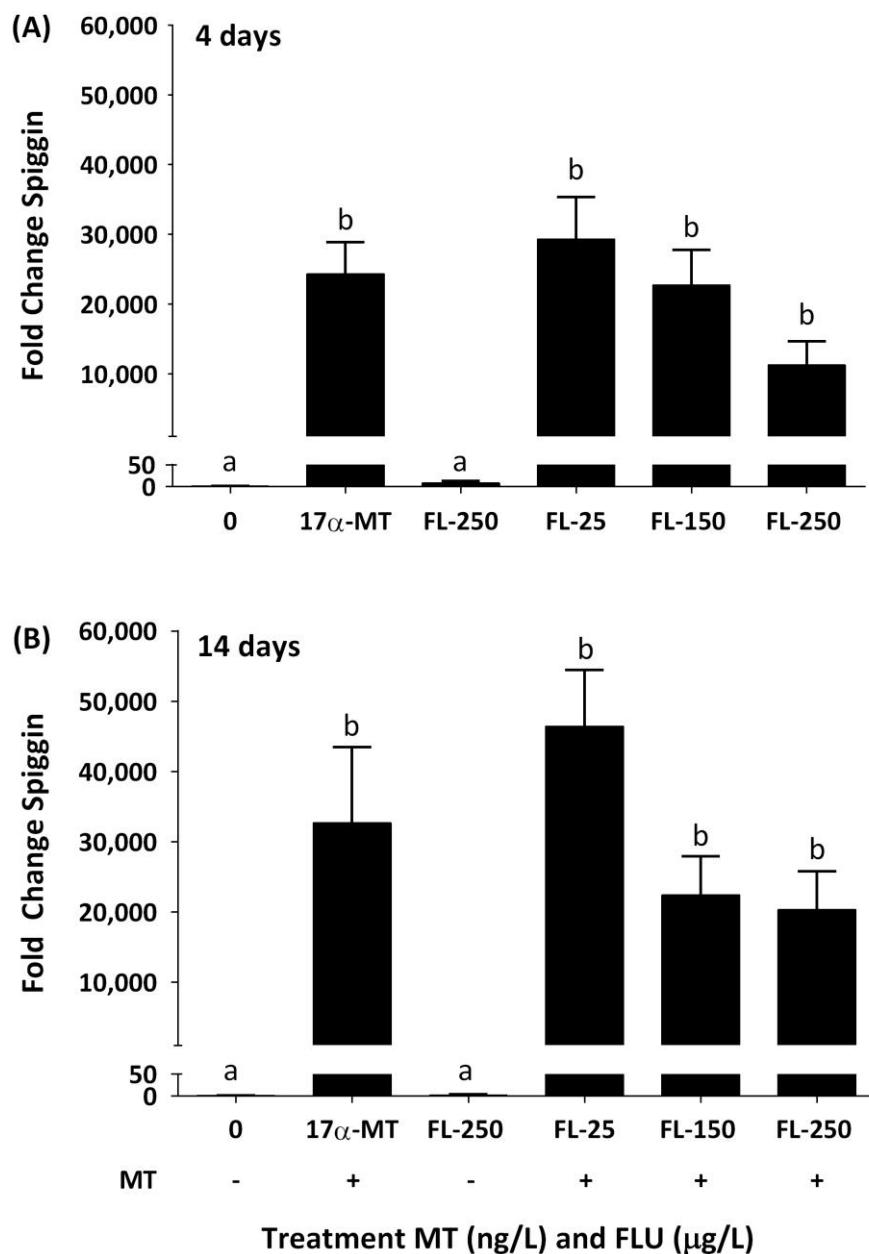 (A)
4 days
Fold Change Spiggin
60,000
50,000
40,000
30,000
20,000
10,000
50
0
a
b
a
b
b
b
0 17α-MT FL-250 FL-25 FL-150 FL-250
(B)
14 days
Fold Change Spiggin
60,000
50,000
40,000
30,000
20,000
10,000
50
0
a
b
a
b
b
b
0 17α-MT FL-250 FL-25 FL-150 FL-250
MT - + - + + +
Treatment MT (ng/L) and FLU (μg/L)